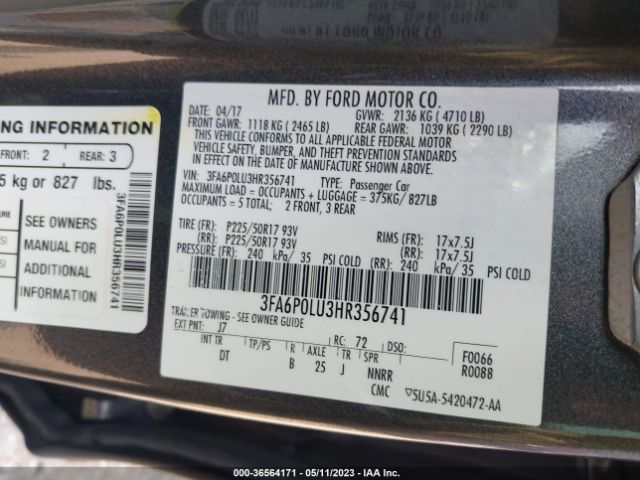 MFD. BY FORD MOTOR CO.
DATE: 04/17
GVWR: 2136 KG ( 4710 LB)
FRONT GAWR: 1118 KG ( 2465 LB)
REAR GAWR: 1039 KG ( 2290 LB)
THIS VEHICLE CONFORMS TO ALL APPLICABLE FEDERAL MOTOR
VEHICLE SAFETY, BUMPER, AND THEFT PREVENTION STANDARDS
IN EFFECT ON THE DATE OF MANUFACTURE SHOWN ABOVE.
VIN: 3FA6P0LU3HR356741
TYPE: Passenger Car
MAXIMUM LOAD = OCCUPANTS + LUGGAGE = 375KG/ 827LB
OCCUPANTS = 5 TOTAL; 2 FRONT, 3 REAR
TIRE (FR): P225/50R17 93V
RIMS (FR): 17x7.5J
(RR): P225/50R17 93V
(RR): 17x7.5J
PRESSURE (FR): 240 kPa/ 35 PSI COLD
(RR): 240 kPa/ 35 PSI COLD
3FA6P0LU3HR356741
TRAILER TOWING - SEE OWNER GUIDE
EXT PNT: J7 RC: 72 DSO:
F0066
R0088
INT TR TP/PS R AXLE TR SPR
DT B 25 J NNRR
CMC
5U5A-5420472-AA
NG INFORMATION
FRONT: 2 REAR: 3
5 kg or 827 lbs.
SEE OWNERS
MANUAL FOR
ADDITIONAL
INFORMATION
3FA6P0LU3HR356741
000-36564171 - 05/11/2023 - IAA Inc.